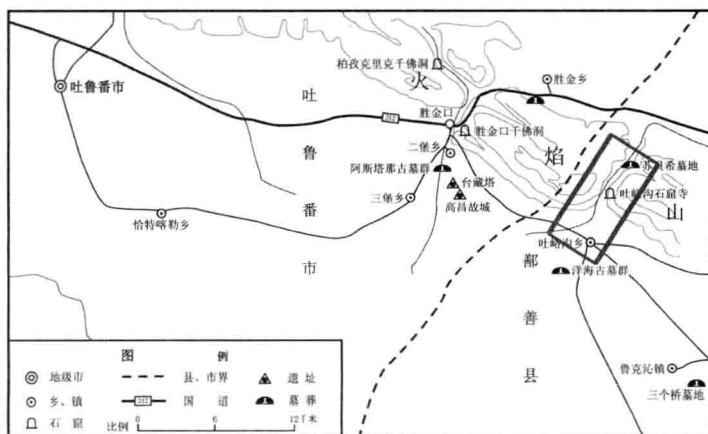 柏孜克里克千佛洞
火
胜金乡
吐鲁番市
吐
312
胜金口
胜金口千佛洞
二堡乡
焰
鲁
阿斯塔那古墓群
台藏塔
苏贝希墓地
三堡乡
高昌故城
吐峪沟石窟寺
番
恰特喀勒乡
山
吐峪沟乡
市
鄯
洋海古墓群
善
县
鲁克沁镇
三个桥墓地
图 例
地级市
县、市界
遗址
乡、镇
312
国道
墓葬
石窟
比例
0 6 12千米